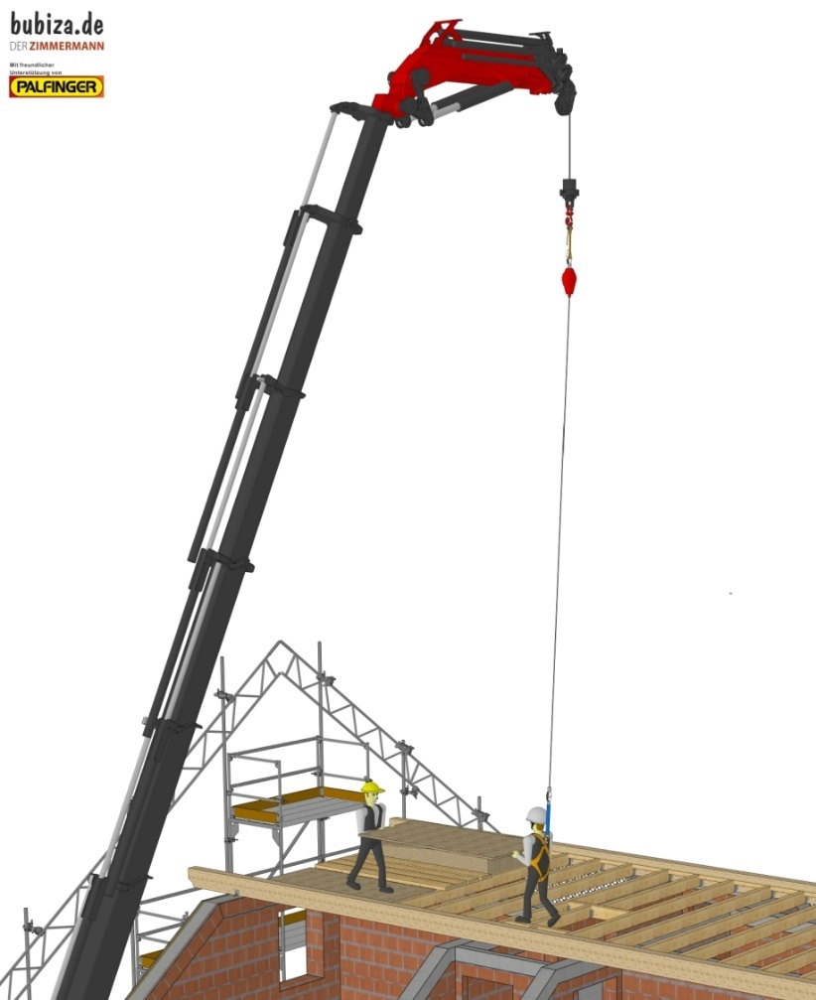 bubiza.de
DER ZIMMERMANN
Mit freundlicher
Unterstützung von
PALFINGER